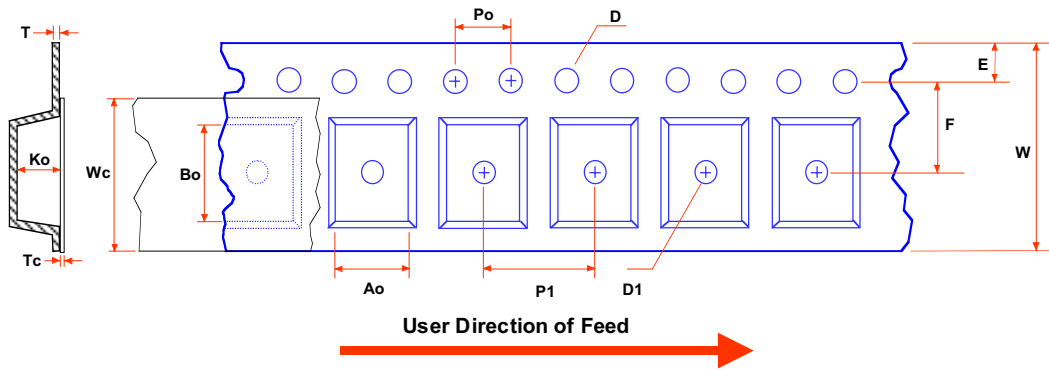 T
Po
D
E
F
W
Ko
Wc
Bo
Tc
Ao
P1
D1
User Direction of Feed